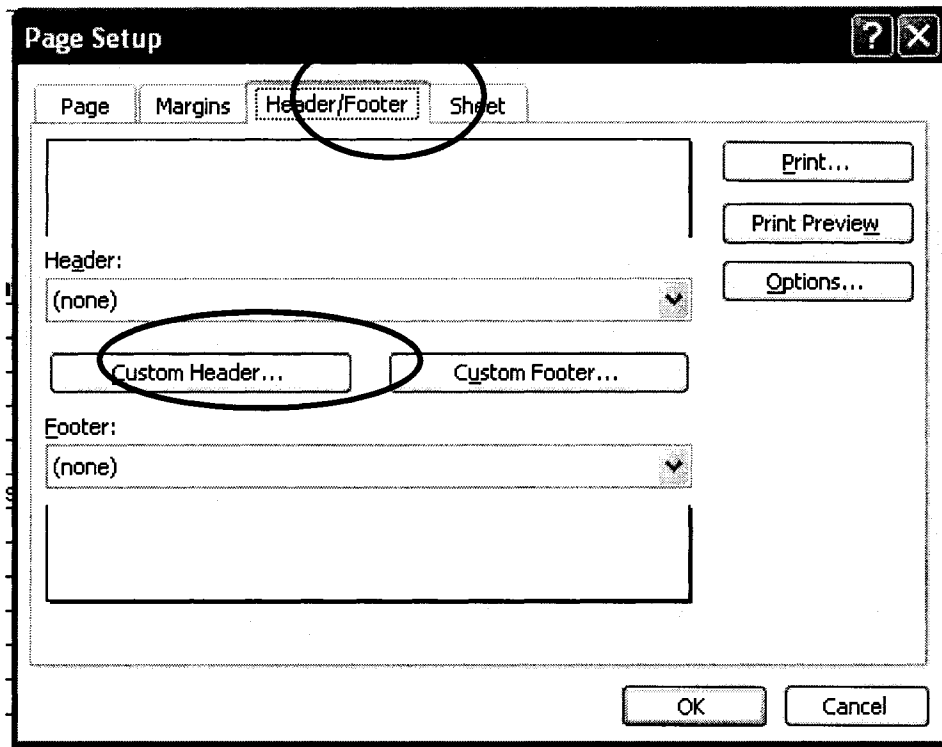 Page Setup
Page Margins Header/Footer Sheet
Print...
Print Preview
Header:
Options...
(none)
Custom Header... Custom Footer...
Footer:
(none)
OK Cancel